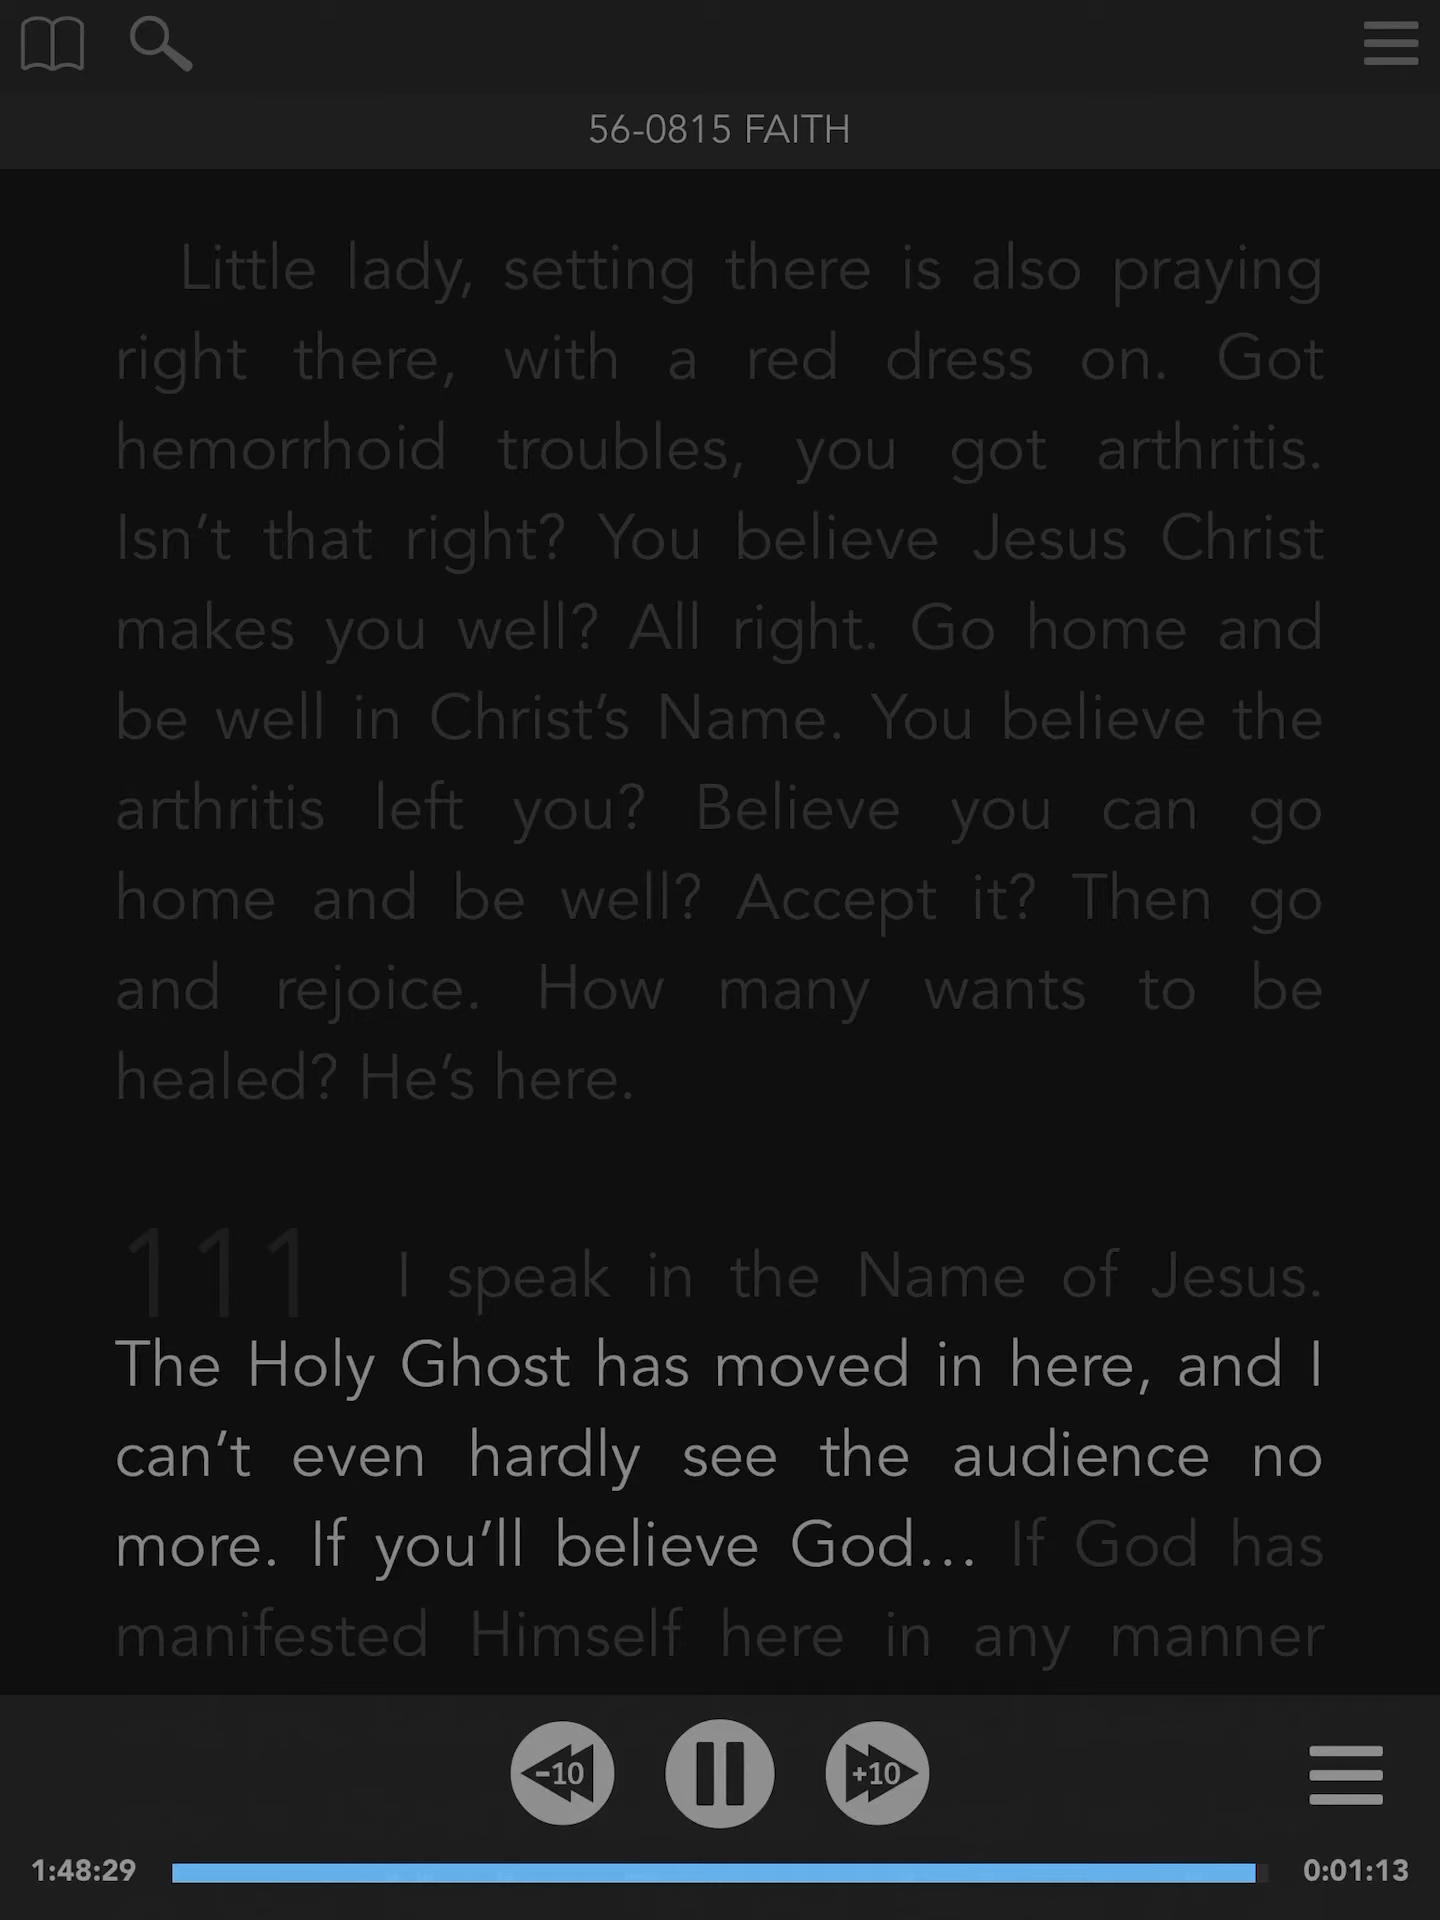 56-0815 FAITH
Little lady, setting there is also praying
right there, with a red dress on. Got
hemorrhoid troubles, you got arthritis.
Isn’t that right? You believe Jesus Christ
makes you well? All right. Go home and
be well in Christ’s Name. You believe the
arthritis left you? Believe you can go
home and be well? Accept it? Then go
and rejoice. How many wants to be
healed? He’s here.
111 I speak in the Name of Jesus.
The Holy Ghost has moved in here, and I
can’t even hardly see the audience no
more. If you’ll believe God… If God has
manifested Himself here in any manner
-10 +10
1:48:29 0:01:13